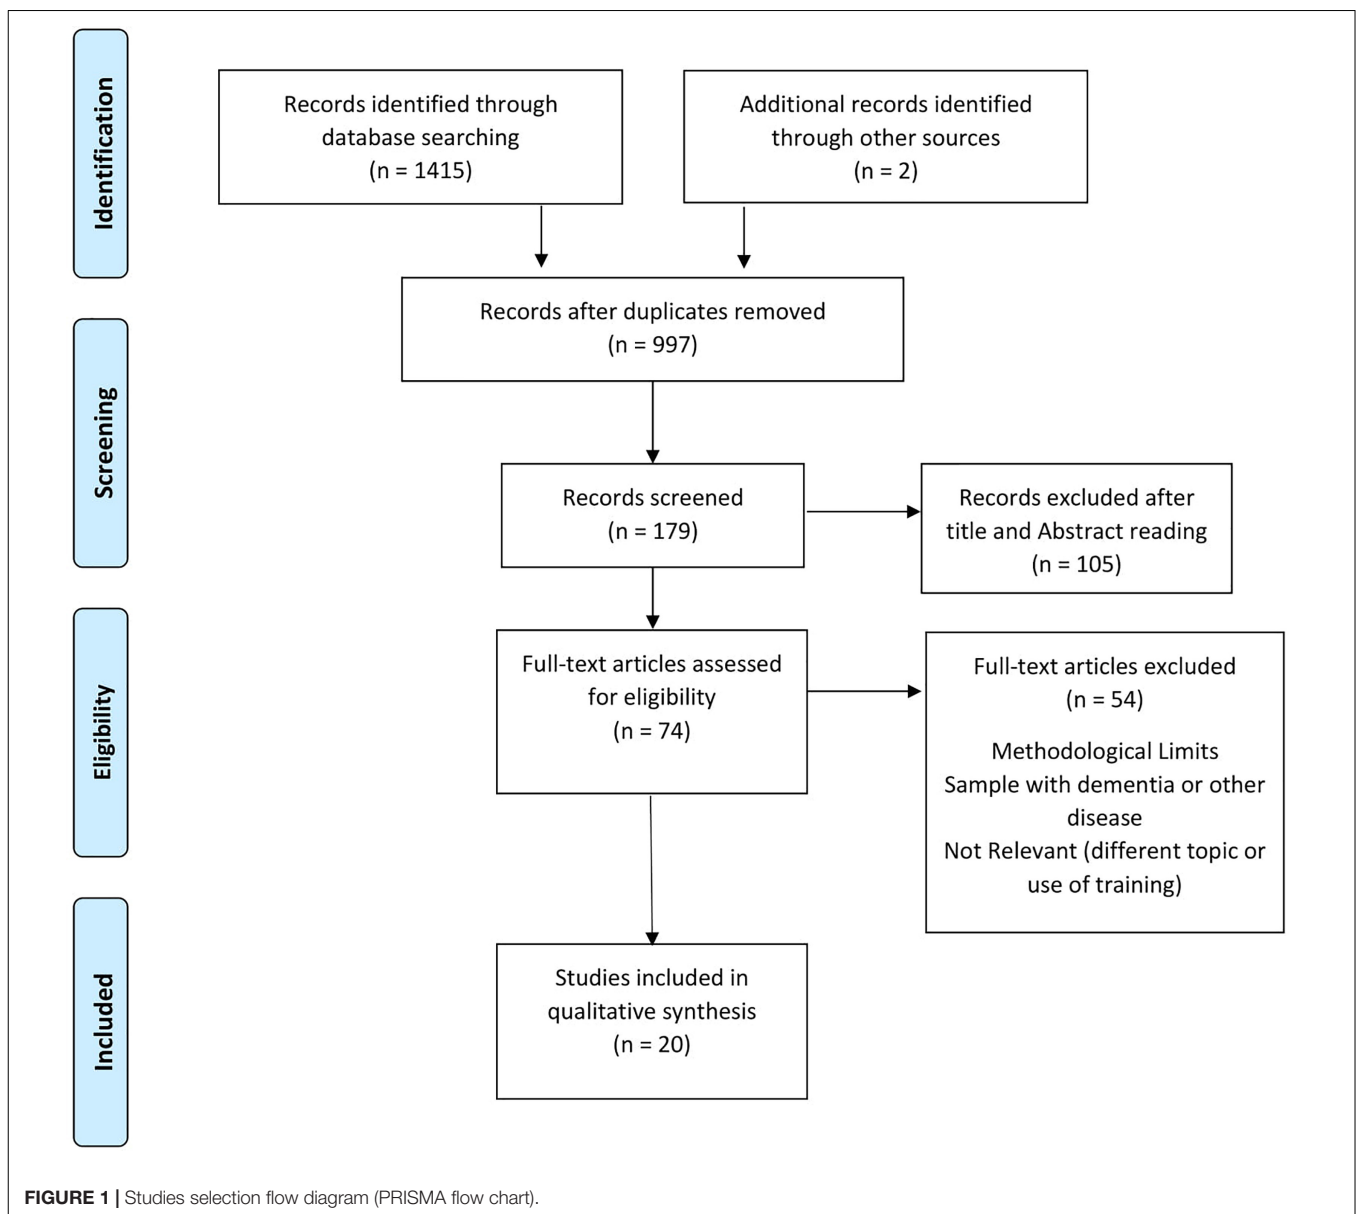 Identification
Records identified through
database searching
(n = 1415)
Additional records identified
through other sources
(n = 2)
Records after duplicates removed
(n = 997)
Screening
Records screened
(n = 179)
Records excluded after
title and Abstract reading
(n = 105)
Eligibility
Full-text articles assessed
for eligibility
(n = 74)
Full-text articles excluded
(n = 54)
Methodological Limits
Sample with dementia or other
disease
Not Relevant (different topic or
use of training)
Included
Studies included in
qualitative synthesis
(n = 20)
FIGURE 1 | Studies selection flow diagram (PRISMA flow chart).